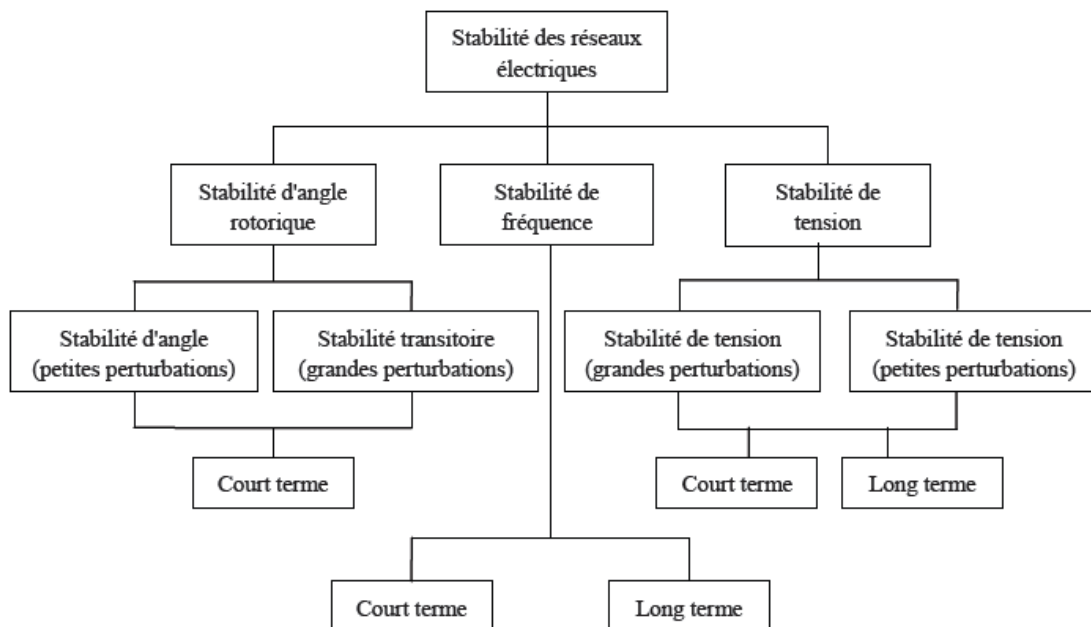 Stabilité des réseaux
électriques
Stabilité d'angle
rotorique
Stabilité de
fréquence
Stabilité de
tension
Stabilité d'angle
(petites perturbations)
Stabilité transitoire
(grandes perturbations)
Stabilité de tension
(grandes perturbations)
Stabilité de tension
(petites perturbations)
Court terme
Court terme
Long terme
Court terme
Long terme